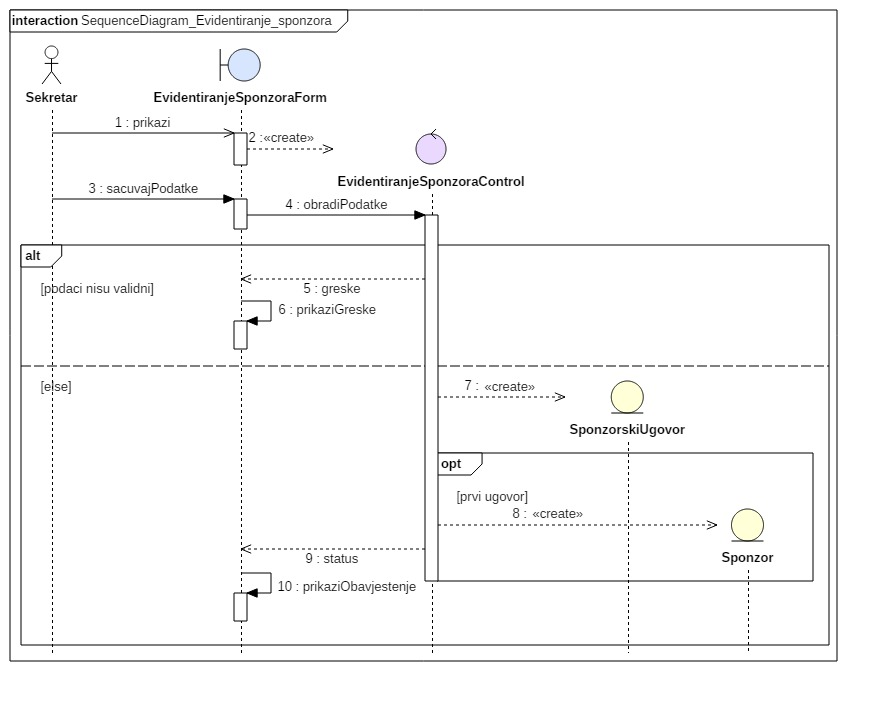 interaction SequenceDiagram_Evidentiranje_sponzora
Sekretar
EvidentiranjeSponzoraForm
1 : prikazi
2 :«create»
EvidentiranjeSponzoraControl
3 : sacuvajPodatke
4 : obradiPodatke
alt
[podaci nisu validni]
5 : greske
6 : prikaziGreske
[else]
7 : «create»
SponzorskiUgovor
opt
[prvi ugovor]
8 : «create»
Sponzor
9 : status
10 : prikaziObavjestenje